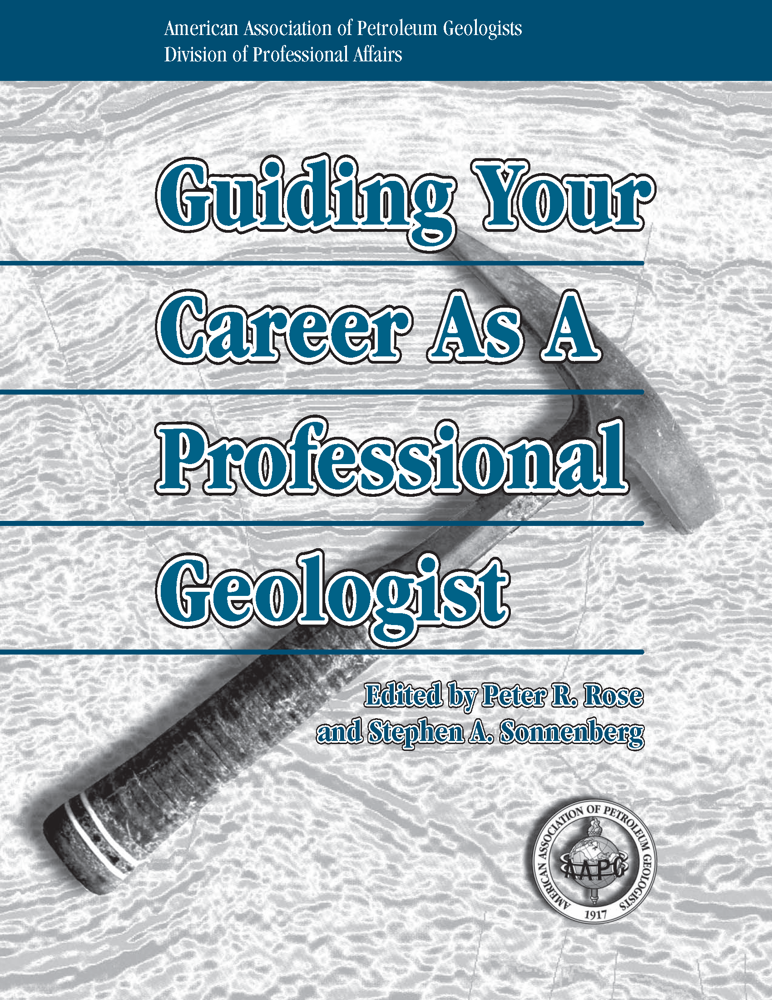 American Association of Petroleum Geologists
Division of Professional Affairs
Guiding Your
Career As A
Professional
Geologist
Edited by Peter R. Rose
and Stephen A. Sonnenberg
AMERICAN ASSOCIATION OF PETROLEUM GEOLOGISTS
AAPG
1917